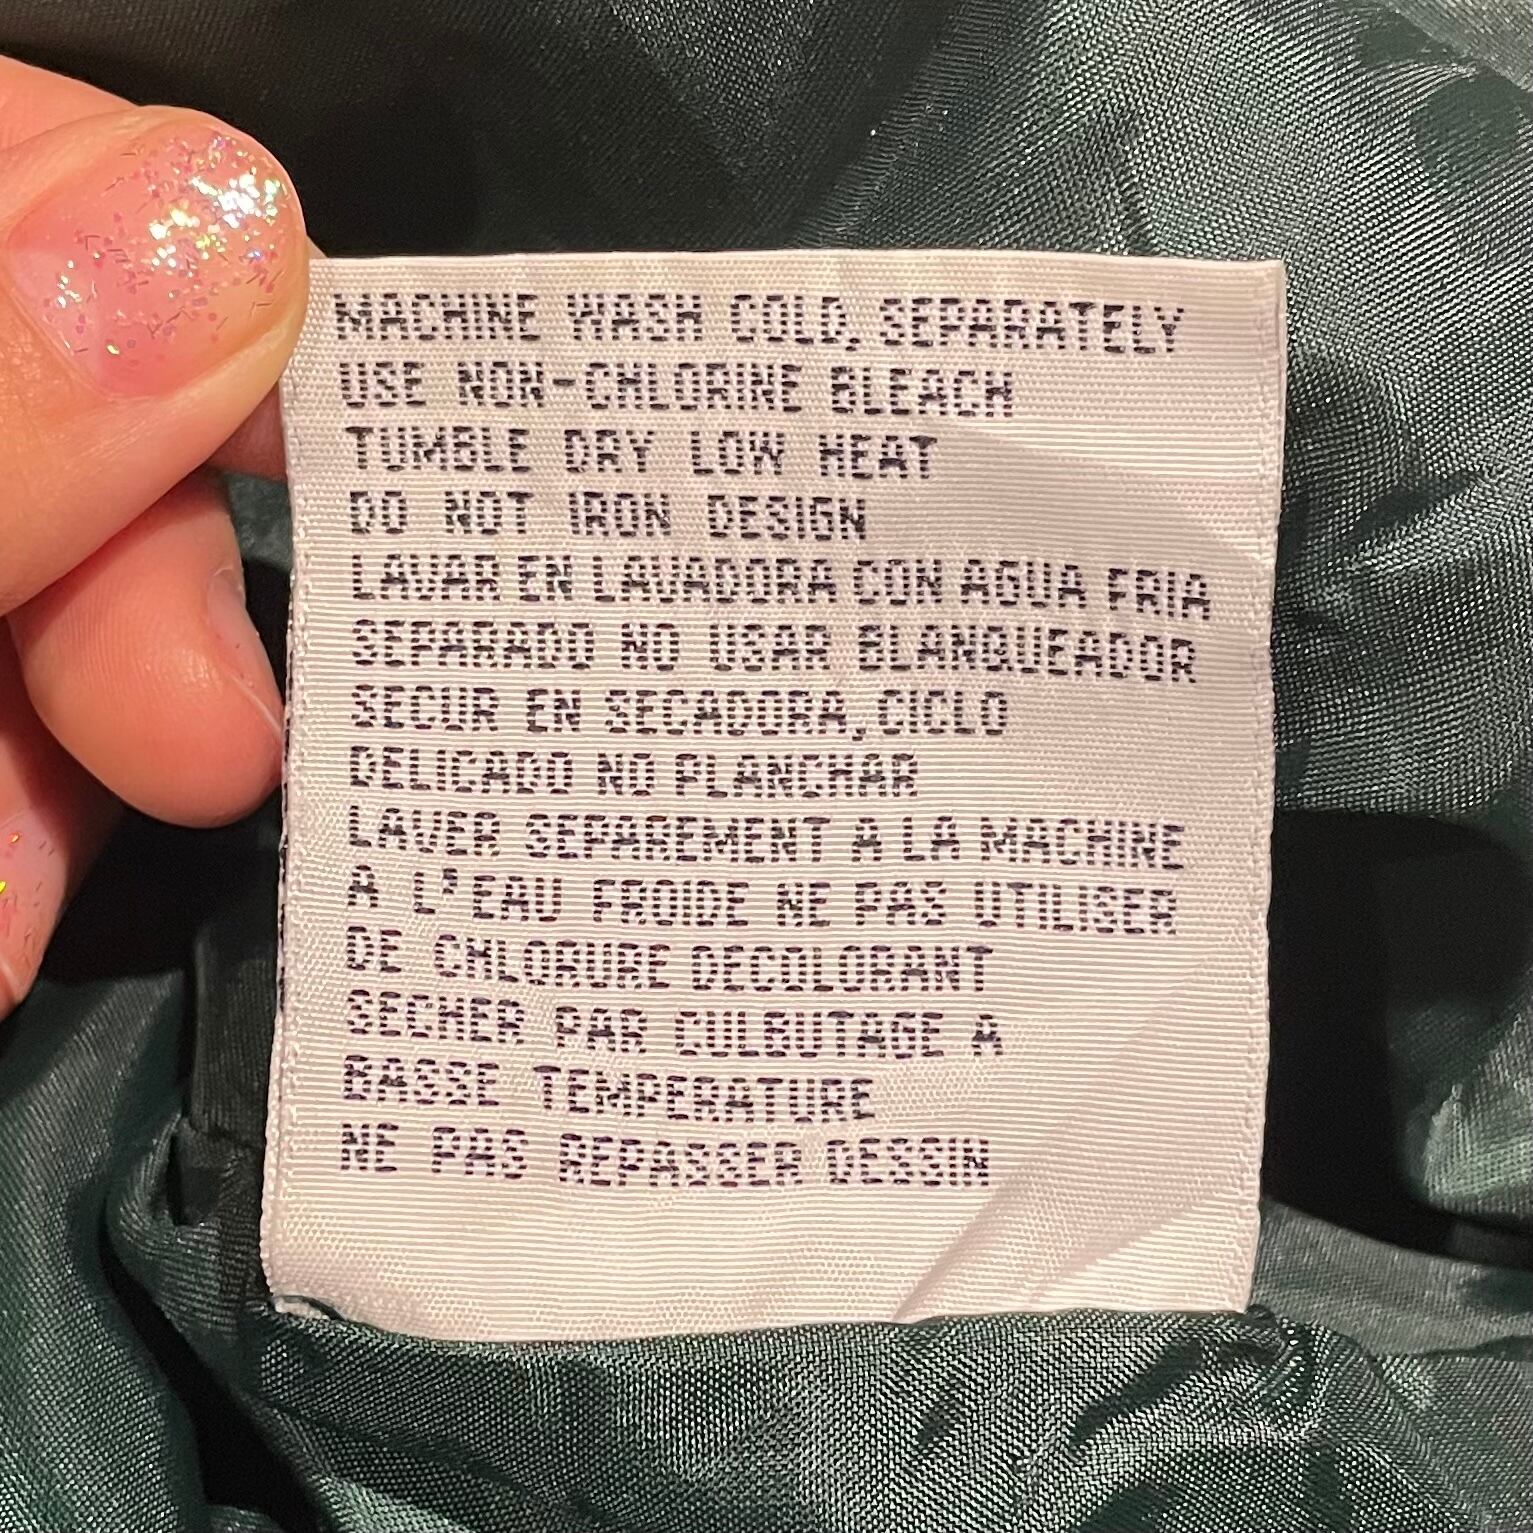 MACHINE WASH COLD, SEPARATELY
USE NON-CHLORINE BLEACH
TUMBLE DRY LOW HEAT
DO NOT IRON DESIGN
LAVAR EN LAVADORA CON AGUA FRIA
SEPARADO NO USAR BLANQUEADOR
SECUR EN SECADORA, CICLO
DELICADO NO PLANCHAR
LAVER SEPAREMENT A LA MACHINE
A L'EAU FROIDE NE PAS UTILISER
DE CHLORURE DECOLORANT
SECHER PAR CULBUTAGE A
BASSE TEMPERATURE
NE PAS REPASSER DESSIN